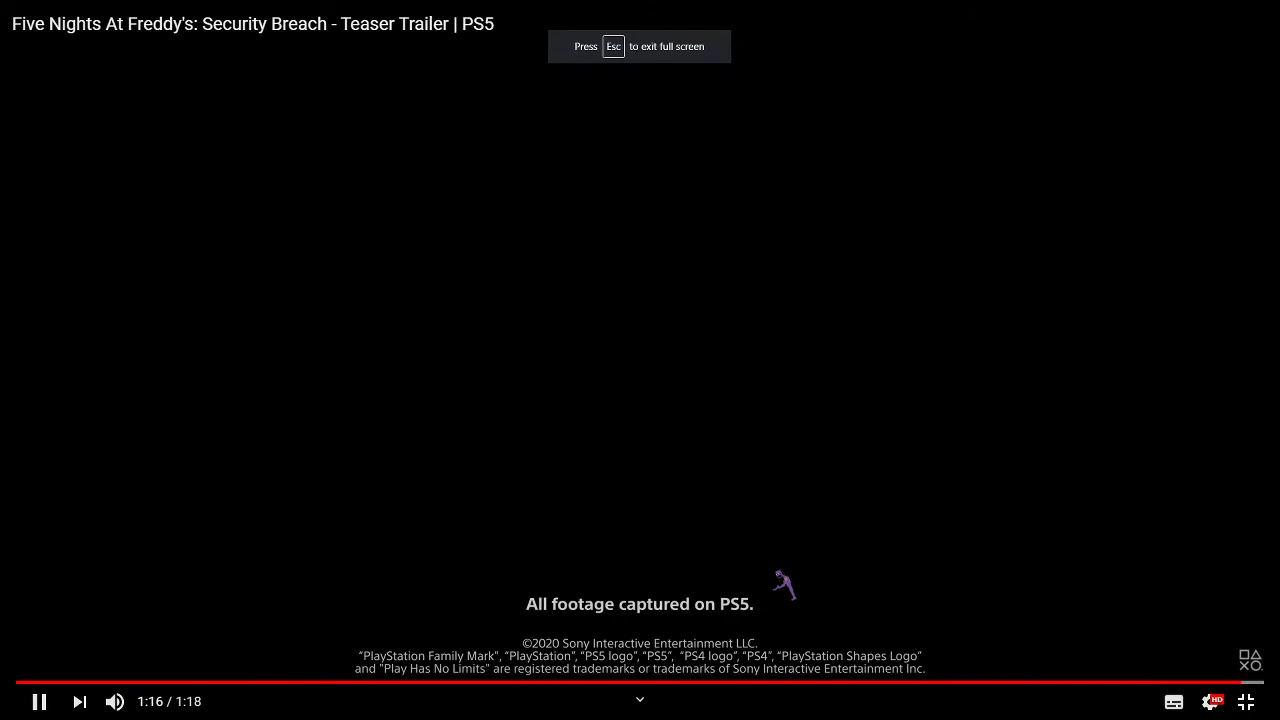 Five Nights At Freddy's: Security Breach - Teaser Trailer | PS5
Press Esc to exit full screen
All footage captured on PS5.
©2020 Sony Interactive Entertainment LLC.
“PlayStation Family Mark”, “PlayStation”, “PS5 logo”, “PS5”, “PS4 logo”, “PS4”, “PlayStation Shapes Logo”
and "Play Has No Limits" are registered trademarks or trademarks of Sony Interactive Entertainment Inc.
1:16 / 1:18
HD